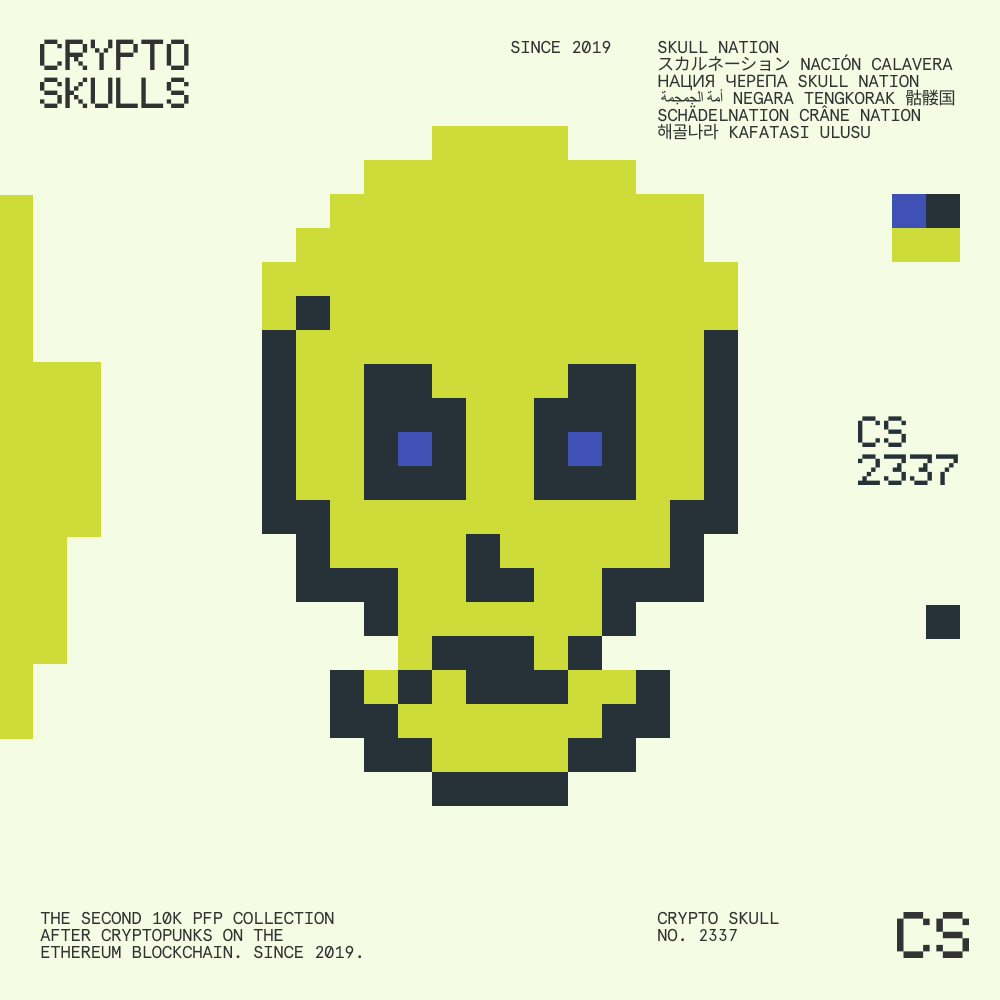 CRYPTO
SKULLS
SINCE 2019
SKULL NATION
スカルネーション NACIÓN CALAVERA
НАЦИЯ ЧЕРЕПА SKULL NATION
أمة الجمجمة NEGARA TENGKORAK 骷髅国
SCHÄDELNATION CRÂNE NATION
해골나라 KAFATASI ULUSU
CS
2337
THE SECOND 10K PFP COLLECTION
AFTER CRYPTOPUNKS ON THE
ETHEREUM BLOCKCHAIN. SINCE 2019.
CRYPTO SKULL
NO. 2337
CS